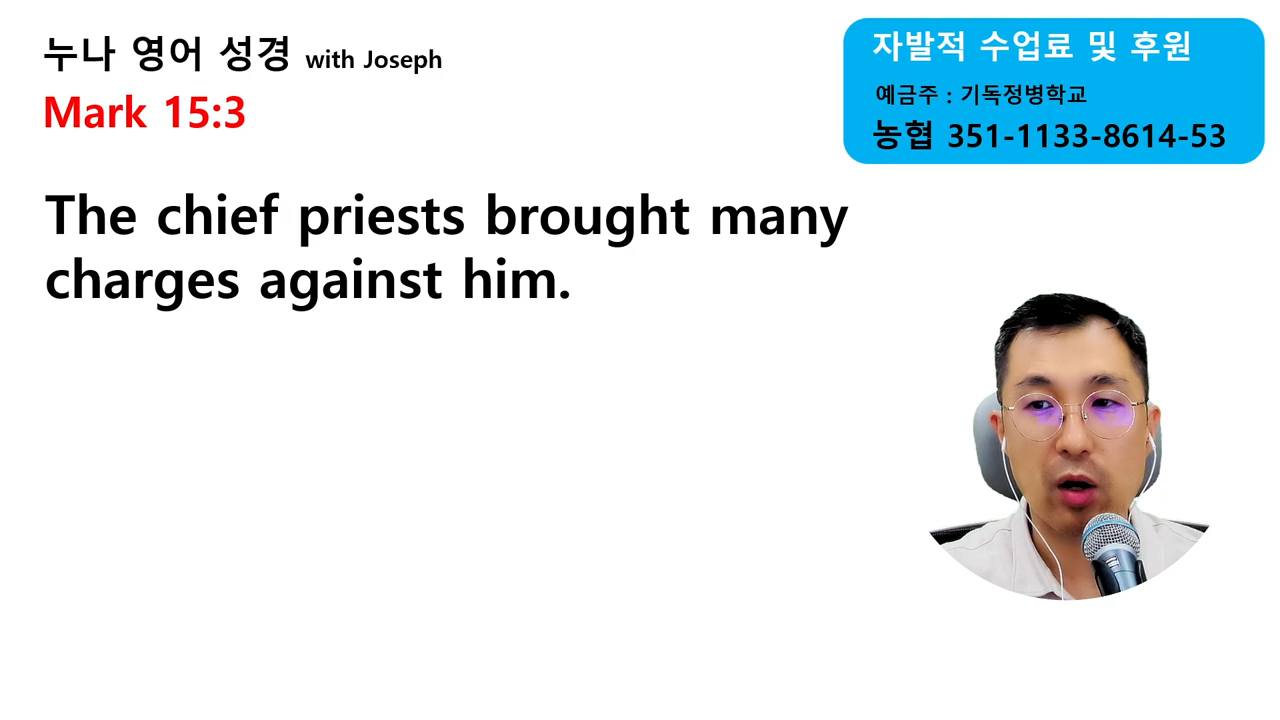 누나 영어 성경 with Joseph
Mark 15:3
자발적 수업료 및 후원
예금주 : 기독정병학교
농협 351-1133-8614-53
The chief priests brought many
charges against him.